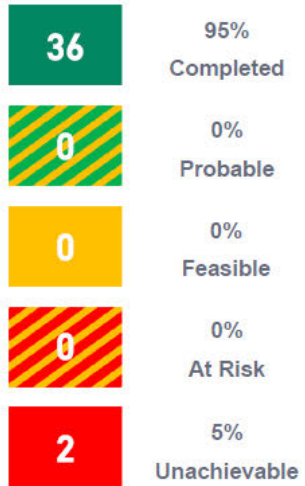 36
95%
Completed
0
0%
Probable
0
0%
Feasible
0
0%
At Risk
2
5%
Unachievable